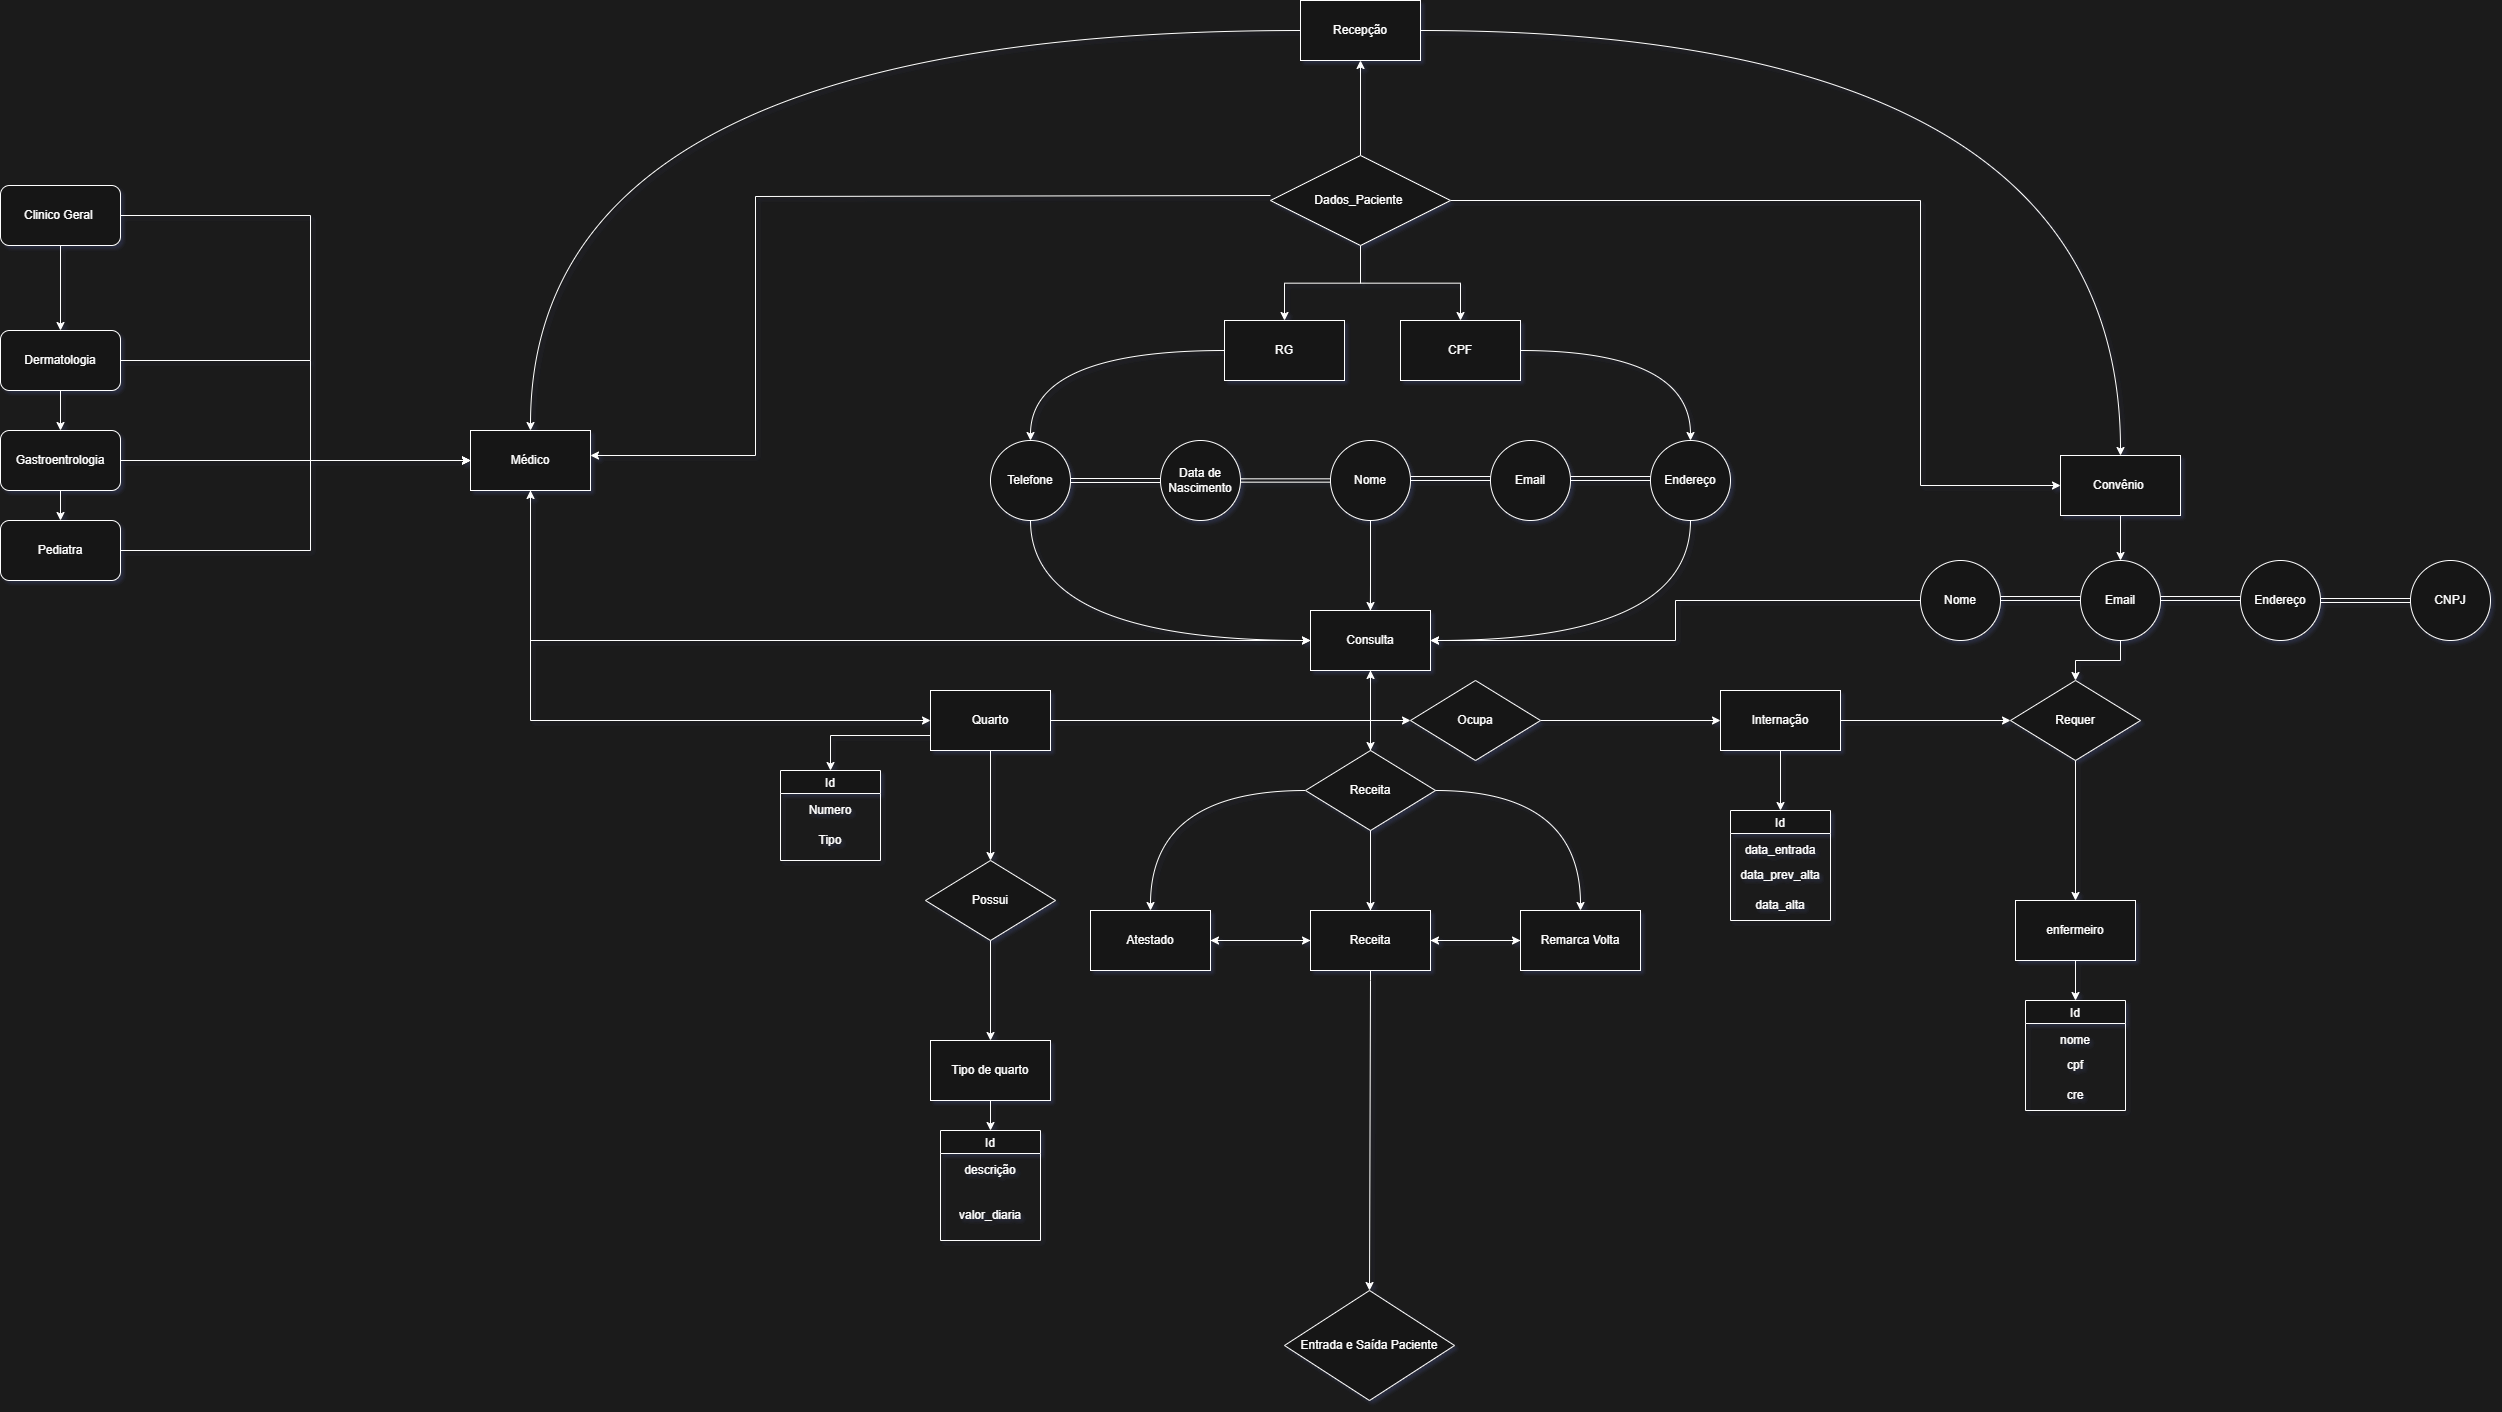 Recepção
Dados_Paciente
Clinico Geral
RG
CPF
Dermatologia
Gastroentrologia
Médico
Telefone
Data de
Nascimento
Nome
Email
Endereço
Convênio
Pediatra
Nome
Email
Endereço
CNPJ
Consulta
Quarto
Ocupa
Internação
Requer
Id
Numero
Tipo
Receita
Id
data_entrada
data_prev_alta
data_alta
Possui
Atestado
Receita
Remarca Volta
enfermeiro
Id
nome
cpf
cre
Tipo de quarto
Id
descrição
valor_diaria
Entrada e Saída Paciente